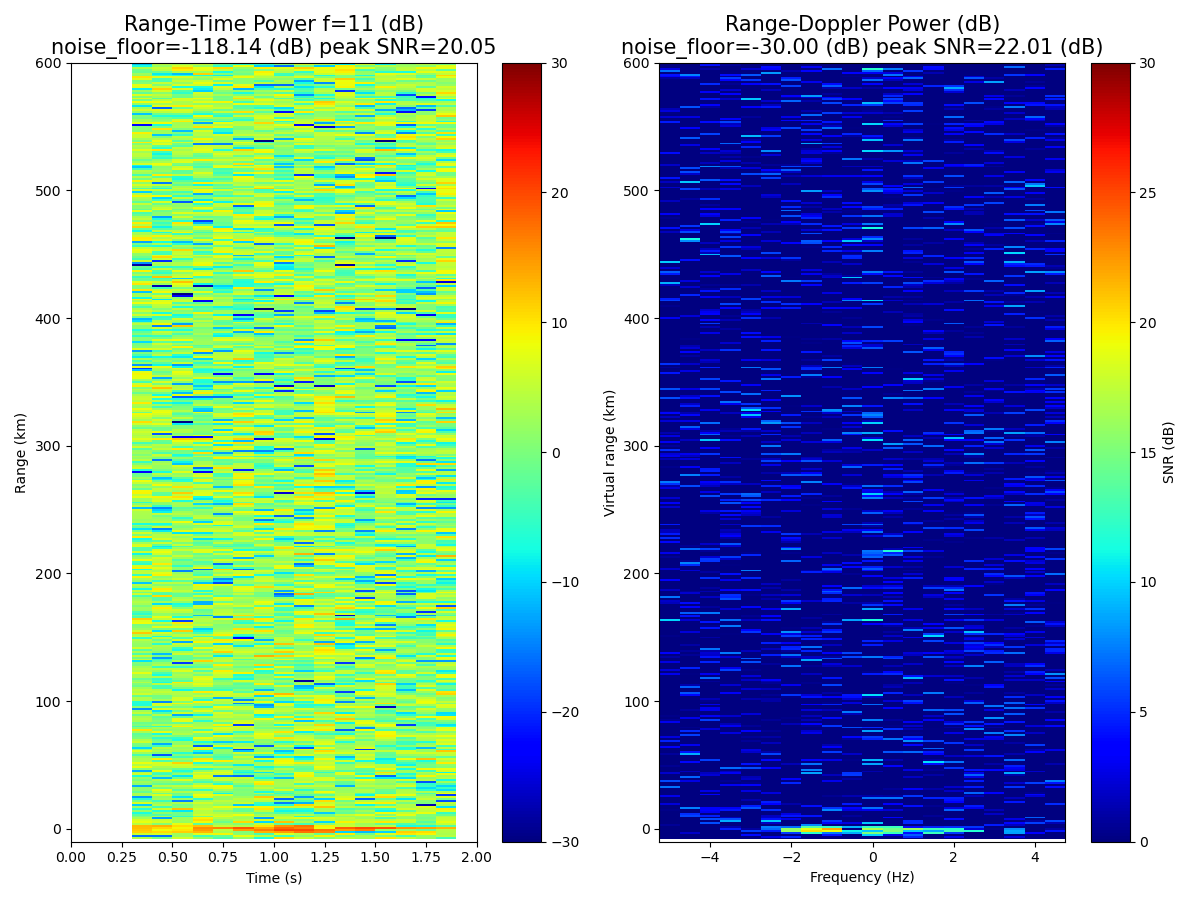 Range-Time Power f=11 (dB)
noise_floor=-118.14 (dB) peak SNR=20.05
600
500
400
300
200
100
0
Range (km)
0.00 0.25 0.50 0.75 1.00 1.25 1.50 1.75 2.00
Time (s)
30
20
10
0
−10
−20
−30
Range-Doppler Power (dB)
noise_floor=-30.00 (dB) peak SNR=22.01 (dB)
600
500
400
300
200
100
0
Virtual range (km)
−4 −2 0 2 4
Frequency (Hz)
30
25
20
15
10
5
0
SNR (dB)